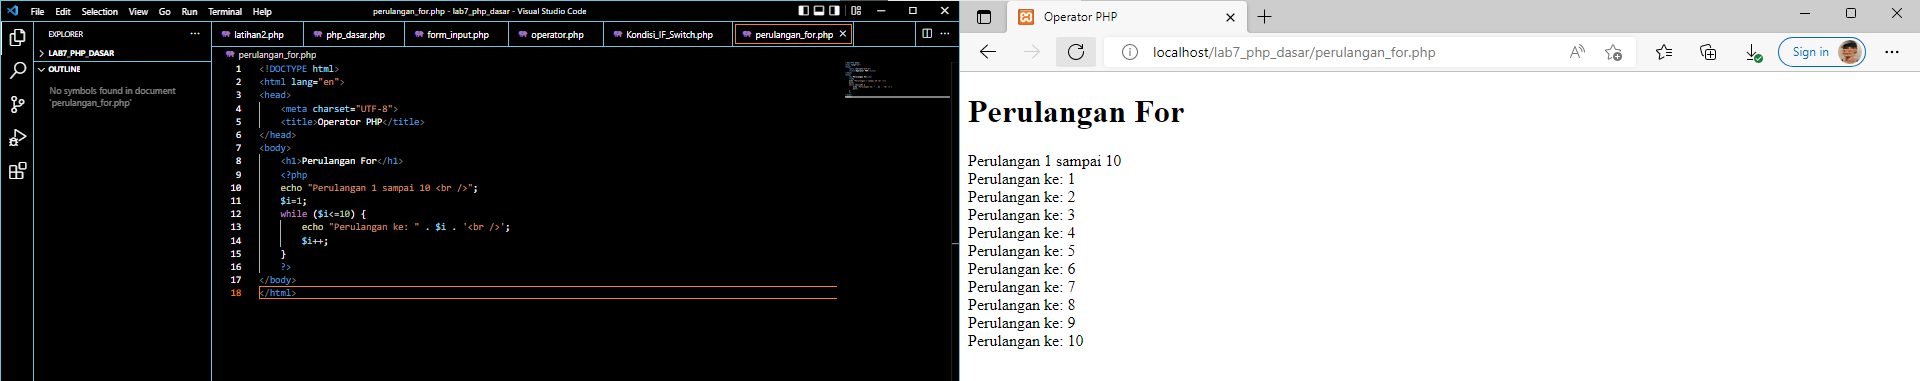 File Edit Selection View Go Run Terminal Help
perulangan_for.php - lab7_php_dasar - Visual Studio Code
EXPLORER
LAB7_PHP_DASAR
OUTLINE
No symbols found in document
'perulangan_for.php'
latihan2.php php_dasar.php form_input.php operator.php Kondisi_IF_Switch.php perulangan_for.php
perulangan_for.php
1 <!DOCTYPE html>
2 <html lang="en">
3 <head>
4 <meta charset="UTF-8">
5 <title>Operator PHP</title>
6 </head>
7 <body>
8 <h1>Perulangan For</h1>
9 <?php
10 echo "Perulangan 1 sampai 10 <br />";
11 $i=1;
12 while ($i<=10) {
13 echo "Perulangan ke: " . $i . '<br />';
14 $i++;
15 }
16 ?>
17 </body>
18 </html>
Operator PHP
localhost/lab7_php_dasar/perulangan_for.php
Sign in
Perulangan For
Perulangan 1 sampai 10
Perulangan ke: 1
Perulangan ke: 2
Perulangan ke: 3
Perulangan ke: 4
Perulangan ke: 5
Perulangan ke: 6
Perulangan ke: 7
Perulangan ke: 8
Perulangan ke: 9
Perulangan ke: 10